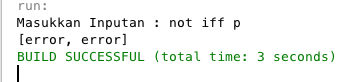 run:
Masukkan Inputan : not iff p
[error, error]
BUILD SUCCESSFUL (total time: 3 seconds)